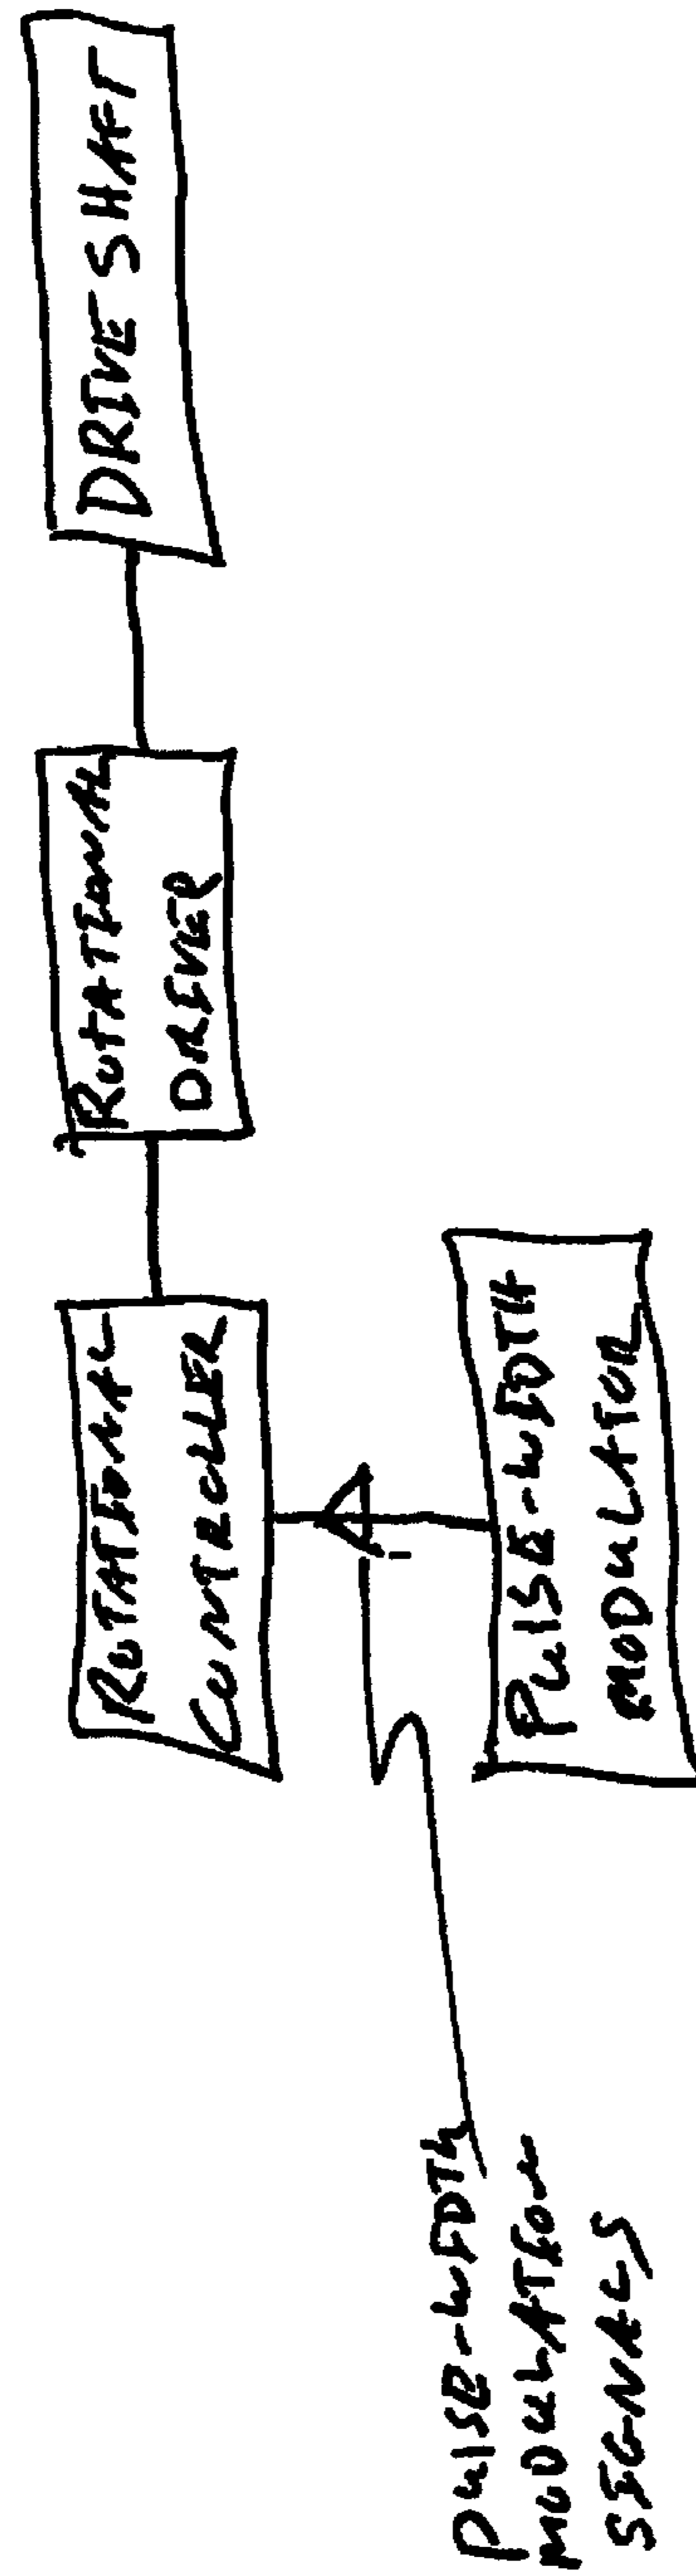 ROTATIONAL
CONTROLLER
ROTATIONAL
DRIVER
DRIVE SHAFT
PULSE-WIDTH
MODULATOR
PULSE-WIDTH
MODULATION
SIGNALS